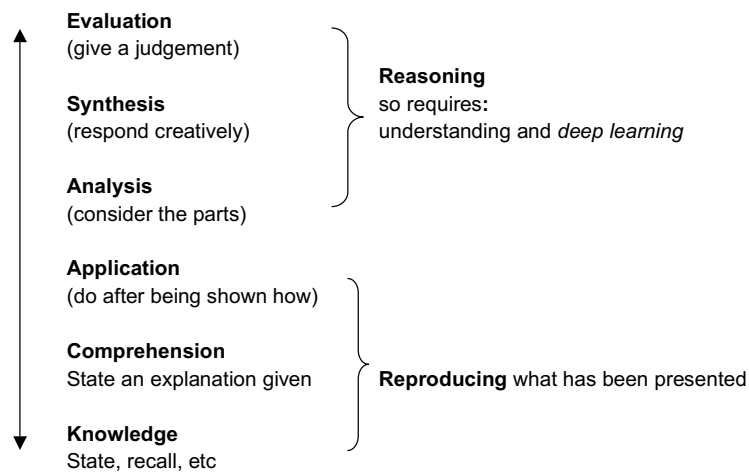 Evaluation
(give a judgement)
Reasoning
so requires:
understanding and deep learning
Synthesis
(respond creatively)
Analysis
(consider the parts)
Application
(do after being shown how)
Comprehension
State an explanation given
Reproducing what has been presented
Knowledge
State, recall, etc